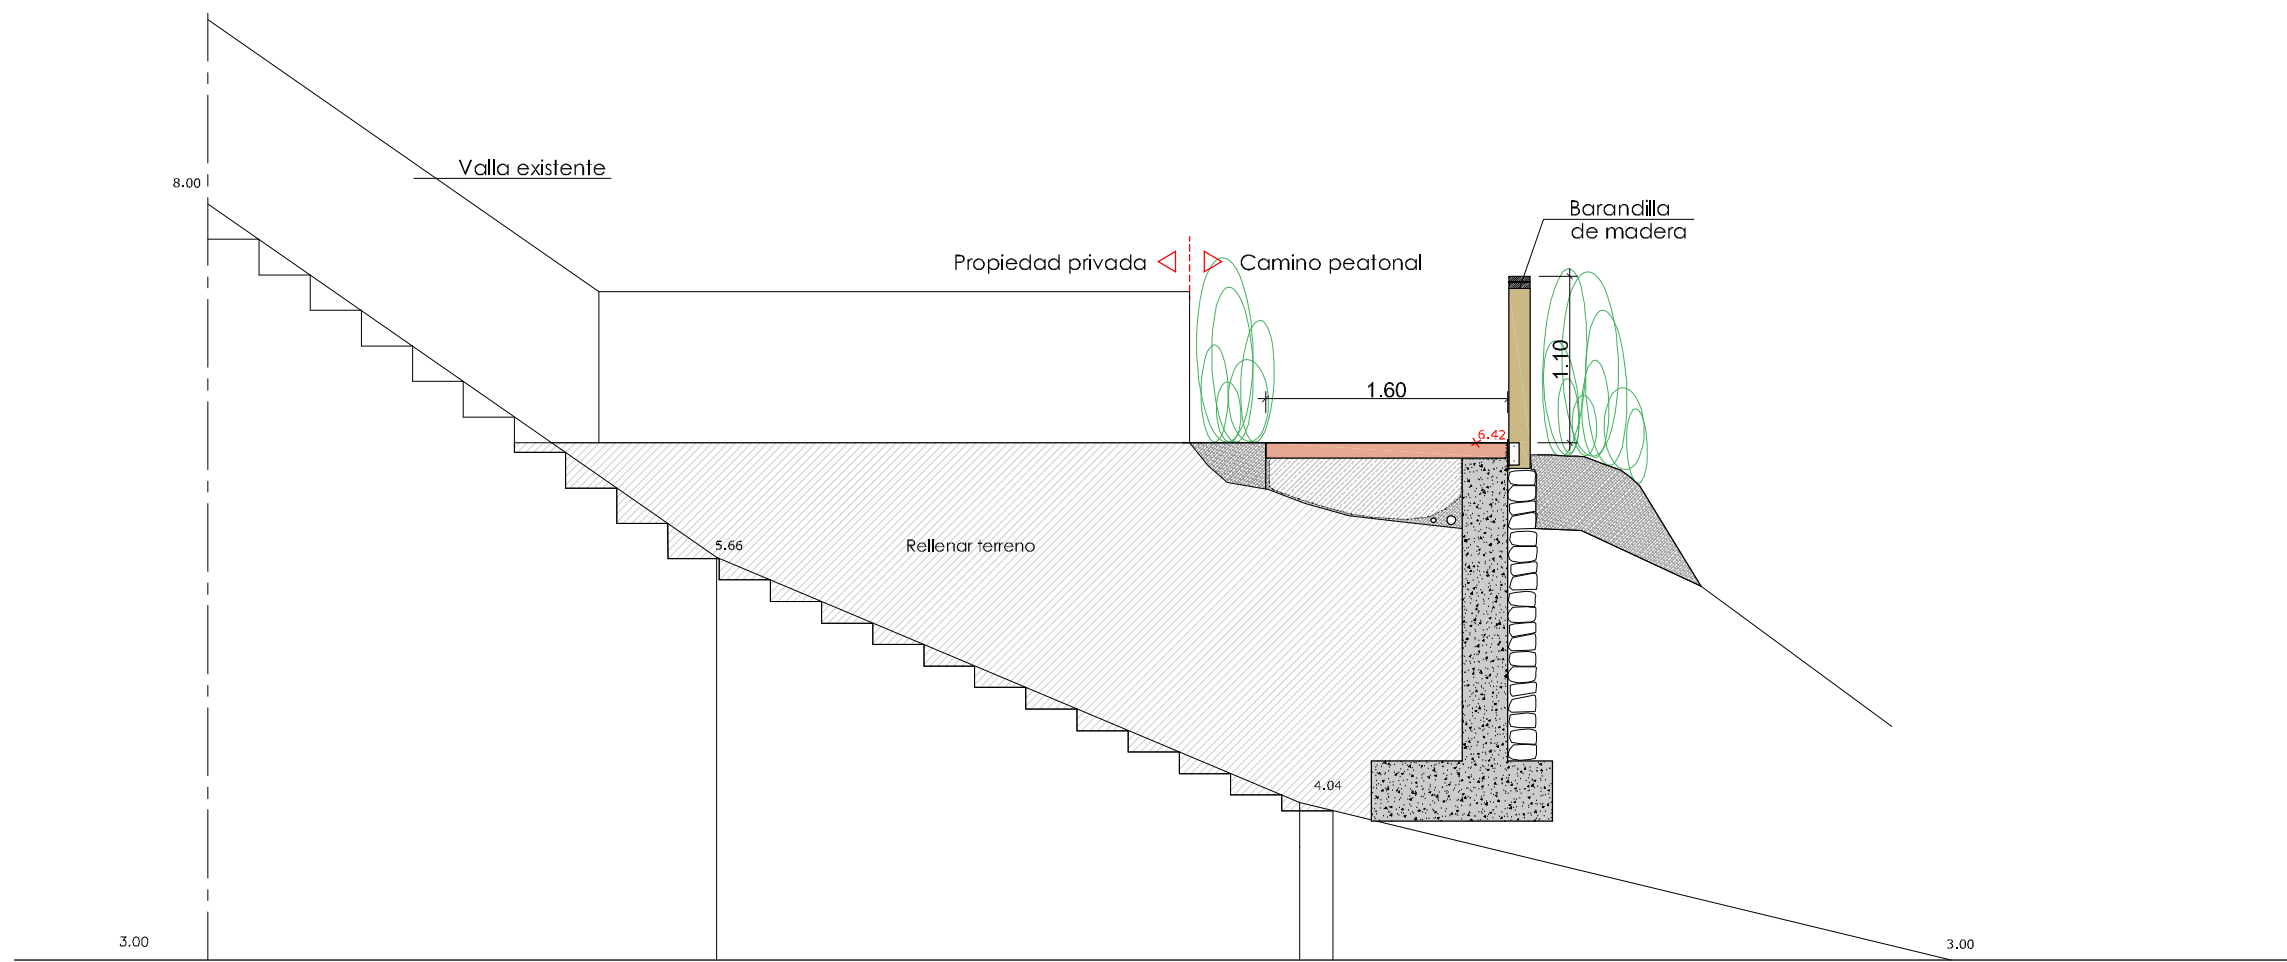 Valla existente
8.00
Barandilla
de madera
Propiedad privada
Camino peatonal
1.10
1.60
6.42
5.66
Rellenar terreno
4.04
3.00
3.00